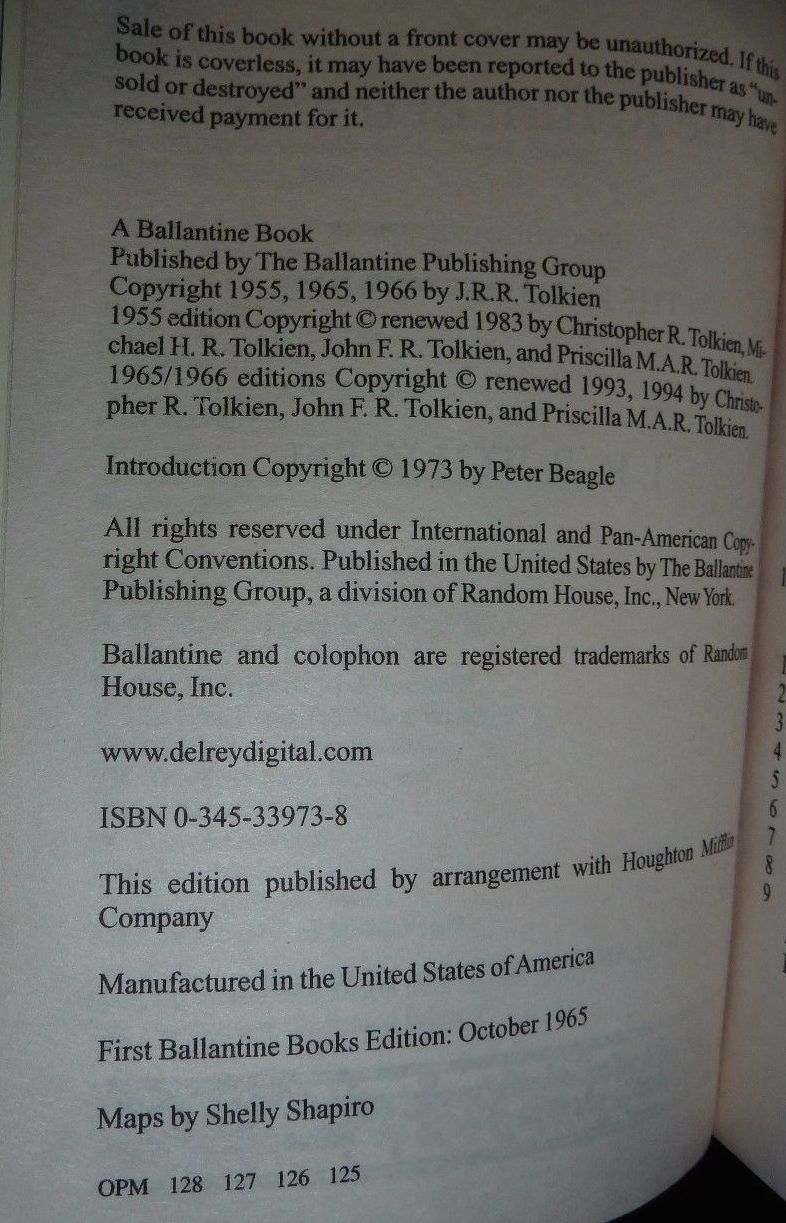 Sale of this book without a front cover may be unauthorized. If this
book is coverless, it may have been reported to the publisher as “un-
sold or destroyed” and neither the author nor the publisher may have
received payment for it.
A Ballantine Book
Published by The Ballantine Publishing Group
Copyright 1955, 1965, 1966 by J.R.R. Tolkien
1955 edition Copyright © renewed 1983 by Christopher R. Tolkien, Mi-
chael H. R. Tolkien, John F. R. Tolkien, and Priscilla M.A.R. Tolkien.
1965/1966 editions Copyright © renewed 1993, 1994 by Christo-
pher R. Tolkien, John F. R. Tolkien, and Priscilla M.A.R. Tolkien.
Introduction Copyright © 1973 by Peter Beagle
All rights reserved under International and Pan-American Copy-
right Conventions. Published in the United States by The Ballantine
Publishing Group, a division of Random House, Inc., New York.
Ballantine and colophon are registered trademarks of Random
House, Inc.
www.delreydigital.com
ISBN 0-345-33973-8
This edition published by arrangement with Houghton Mifflin
Company
Manufactured in the United States of America
First Ballantine Books Edition: October 1965
Maps by Shelly Shapiro
OPM 128 127 126 125
2
3
4
5
6
7
8
9